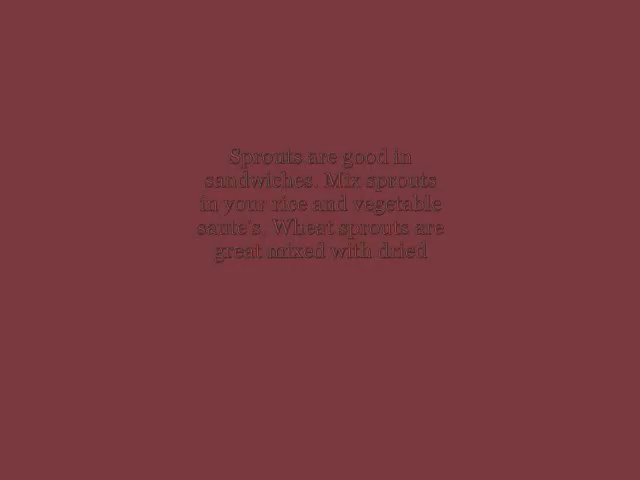 Sprouts are good in
sandwiches. Mix sprouts
in your rice and vegetable
saute's. Wheat sprouts are
great mixed with dried